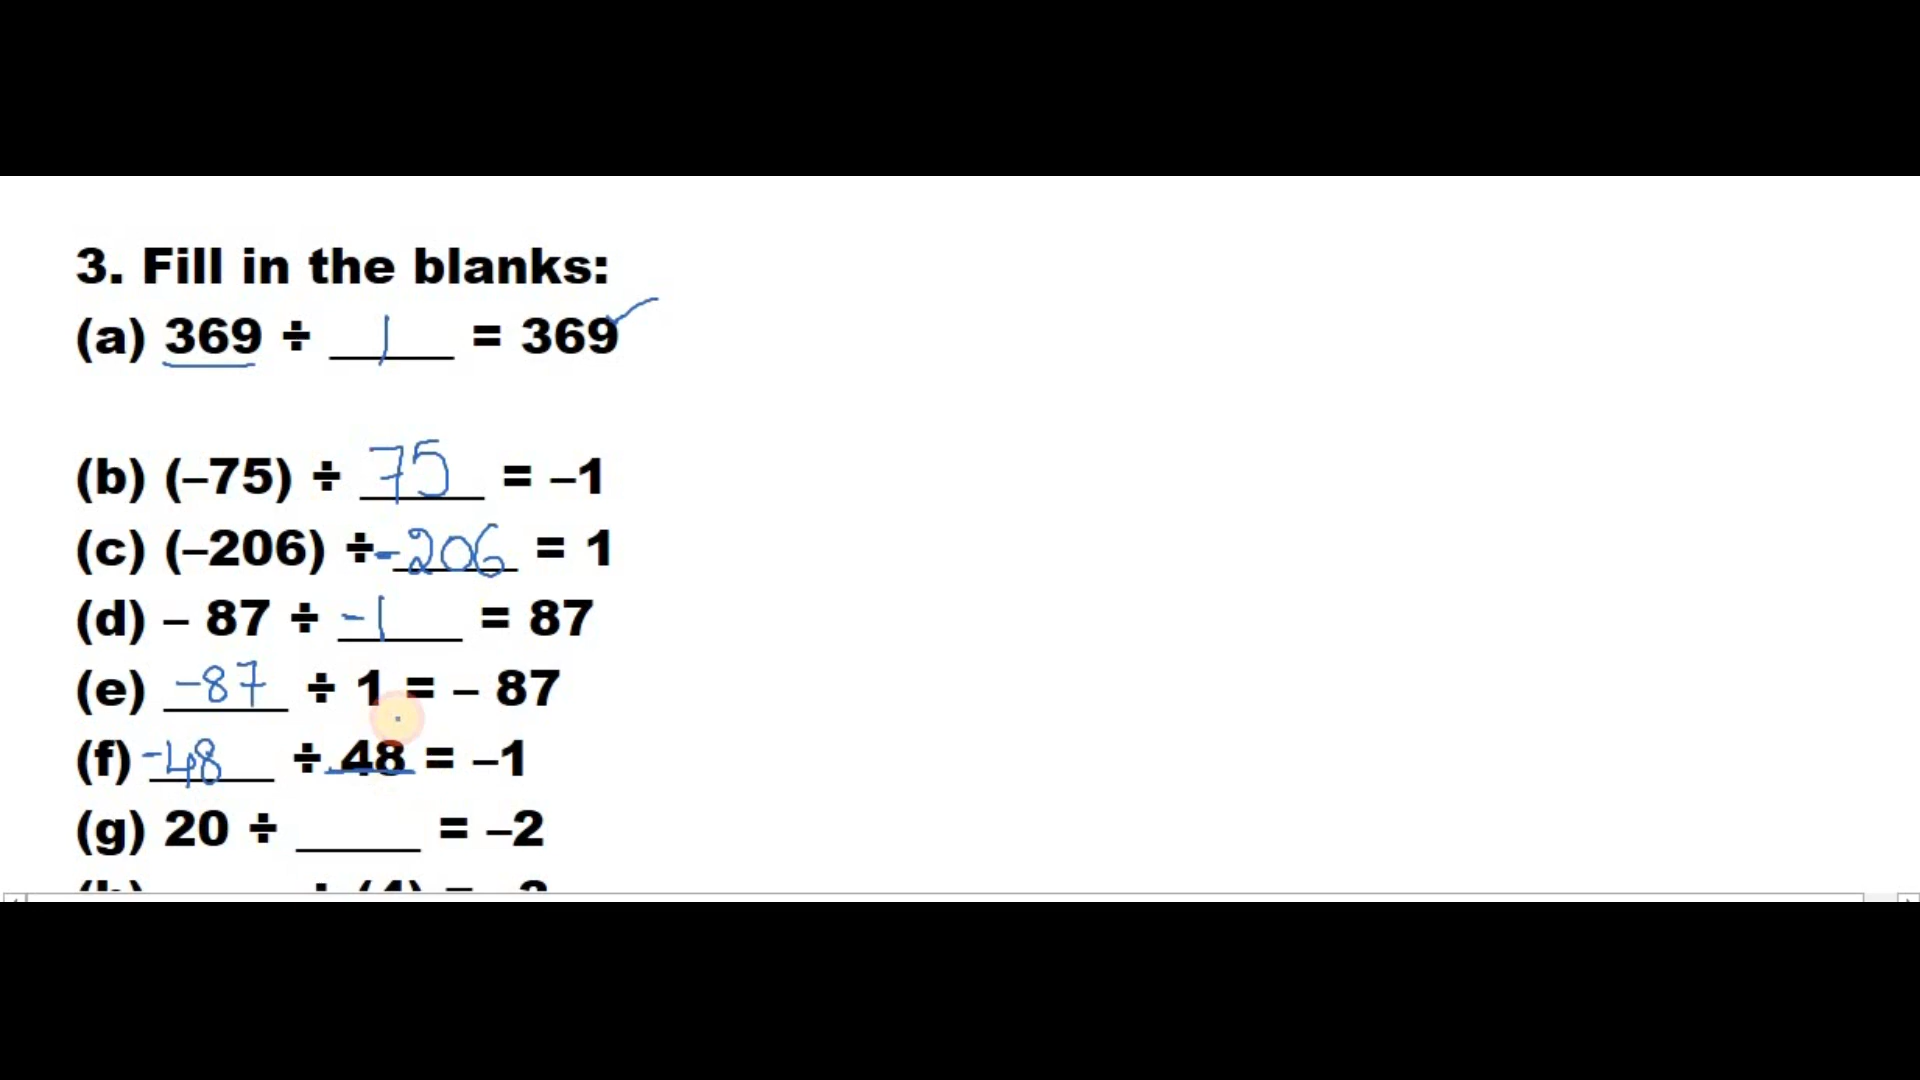 3. Fill in the blanks:
(a) 369 ÷ 1 = 369
(b) (–75) ÷ 75 = –1
(c) (–206) ÷ -206 = 1
(d) – 87 ÷ -1 = 87
(e) -87 ÷ 1 = – 87
(f) -48 ÷ 48 = –1
(g) 20 ÷ _____ = –2